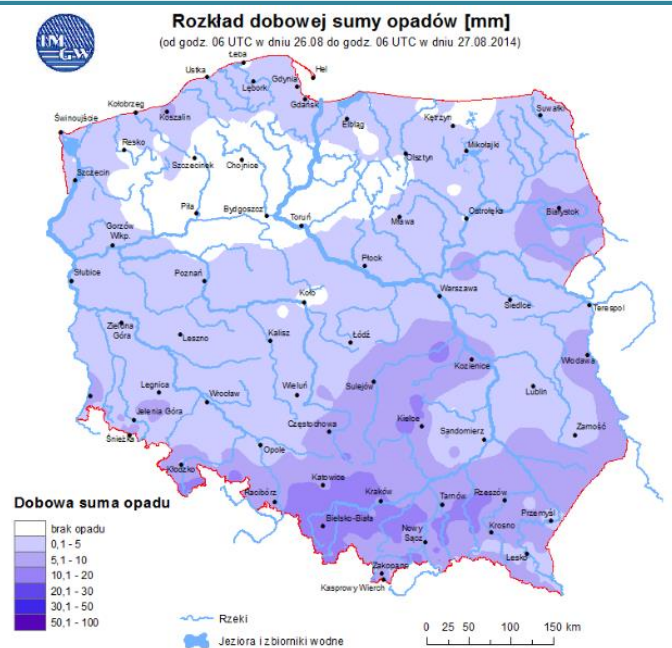 Rozkład dobowej sumy opadów [mm]
(od godz. 06 UTC w dniu 26.08 do godz. 06 UTC w dniu 27.08.2014)
IM
GW
Łeba
Hel
Ustka
Gdynia
Lębork
Gdańsk
Kołobrzeg
Koszalin
Suwałki
Kętrzyn
Elbląg
Świnoujście
Resko
Szczecinek
Chojnice
Olsztyn
Mikołajki
Szczecin
Piła
Bydgoszcz
Toruń
Mława
Ostrołęka
Białystok
Gorzów
Wlkp.
Płock
Słubice
Poznań
Koło
Warszawa
Siedlce
Terespol
Zielona
Góra
Leszno
Kalisz
Łódź
Kozienice
Włodawa
Legnica
Wrocław
Wieluń
Sulejów
Lublin
Jelenia Góra
Kielce
Śnieżka
Opole
Częstochowa
Sandomierz
Zamość
Kłodzko
Racibórz
Katowice
Kraków
Tarnów
Rzeszów
Przemyśl
Bielsko-Biała
Nowy
Sącz
Krosno
Lesko
Zakopane
Kasprowy Wierch
Dobowa suma opadu
brak opadu
0,1 - 5
5,1 - 10
10,1 - 20
20,1 - 30
30,1 - 50
50,1 - 100
Rzeki
Jeziora i zbiorniki wodne
0 25 50 100 150 km